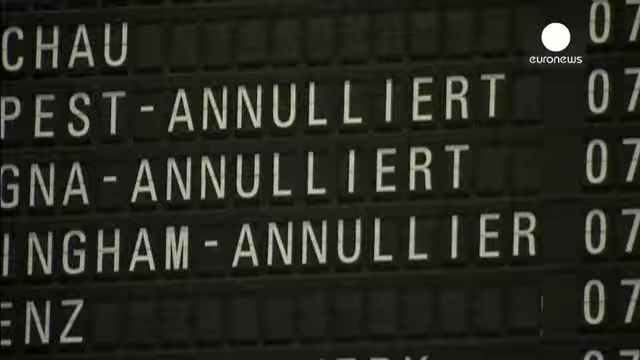 CHAU 07
euronews
PEST-ANNULLIERT 07
GNA-ANNULLIERT 07
INGHAM-ANNULLIER 07
ENZ 07